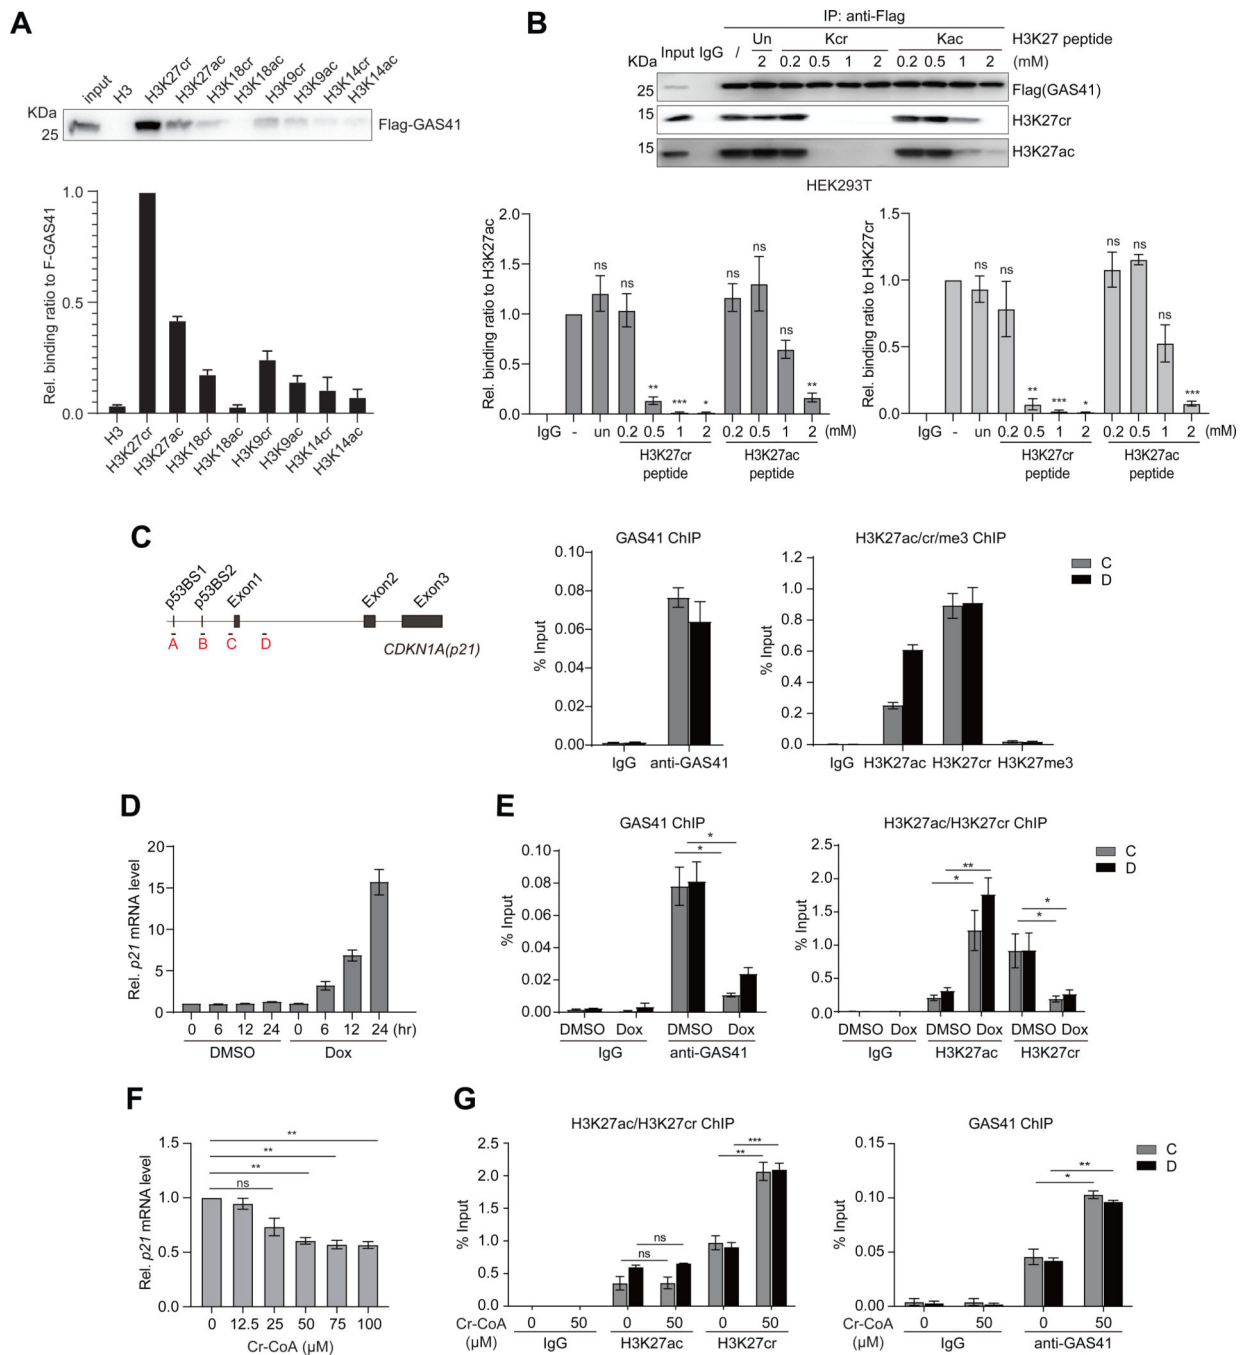 A
input H3 H3K27cr H3K27ac H3K18cr H3K18ac H3K9cr H3K9ac H3K14cr H3K14ac
KDa
25
Flag-GAS41
Rel. binding ratio to F-GAS41
1.0
0.5
0.0
H3 H3K27cr H3K27ac H3K18cr H3K18ac H3K9cr H3K9ac H3K14cr H3K14ac
B
IP: anti-Flag
Un Kcr Kac H3K27 peptide
Input IgG /
KDa 2 0.2 0.5 1 2 0.2 0.5 1 2 (mM)
25 Flag(GAS41)
15 H3K27cr
15 H3K27ac
HEK293T
Rel. binding ratio to H3K27ac
2.0
1.5
1.0
0.5
0.0
ns ns ** *** * ns ns ns **
IgG - un 0.2 0.5 1 2 0.2 0.5 1 2 (mM)
H3K27cr peptide
H3K27ac peptide
Rel. binding ratio to H3K27cr
1.5
1.0
0.5
0.0
ns ns ** *** * ns ns ns ***
IgG - un 0.2 0.5 1 2 0.2 0.5 1 2 (mM)
H3K27cr peptide
H3K27ac peptide
C
p53BS1 p53BS2 Exon1 Exon2 Exon3
A B C D
CDKN1A(p21)
GAS41 ChIP
% Input
0.10
0.08
0.06
0.04
0.02
0.00
IgG anti-GAS41
H3K27ac/cr/me3 ChIP
% Input
1.2
1.0
0.8
0.6
0.4
0.2
0.0
IgG H3K27ac H3K27cr H3K27me3
C
D
D
Rel. p21 mRNA level
20
15
10
5
0
0 6 12 24 0 6 12 24 (hr)
DMSO Dox
E
GAS41 ChIP
% Input
0.10
0.08
0.06
0.04
0.02
0.00
*
*
DMSO Dox DMSO Dox
IgG anti-GAS41
H3K27ac/H3K27cr ChIP
% Input
2.5
2.0
1.5
1.0
0.5
0.0
**
*
*
*
DMSO Dox DMSO Dox DMSO Dox
IgG H3K27ac H3K27cr
C
D
F
Rel. p21 mRNA level
1.5
1.0
0.5
0.0
**
**
**
ns
0 12.5 25 50 75 100
Cr-CoA (μM)
G
H3K27ac/H3K27cr ChIP
% Input
2.5
2.0
1.5
1.0
0.5
0.0
ns
ns
***
**
Cr-CoA (μM) 0 50 0 50 0 50
IgG H3K27ac H3K27cr
GAS41 ChIP
% Input
0.15
0.10
0.05
0.00
**
*
Cr-CoA (μM) 0 50 0 50
IgG anti-GAS41
C
D